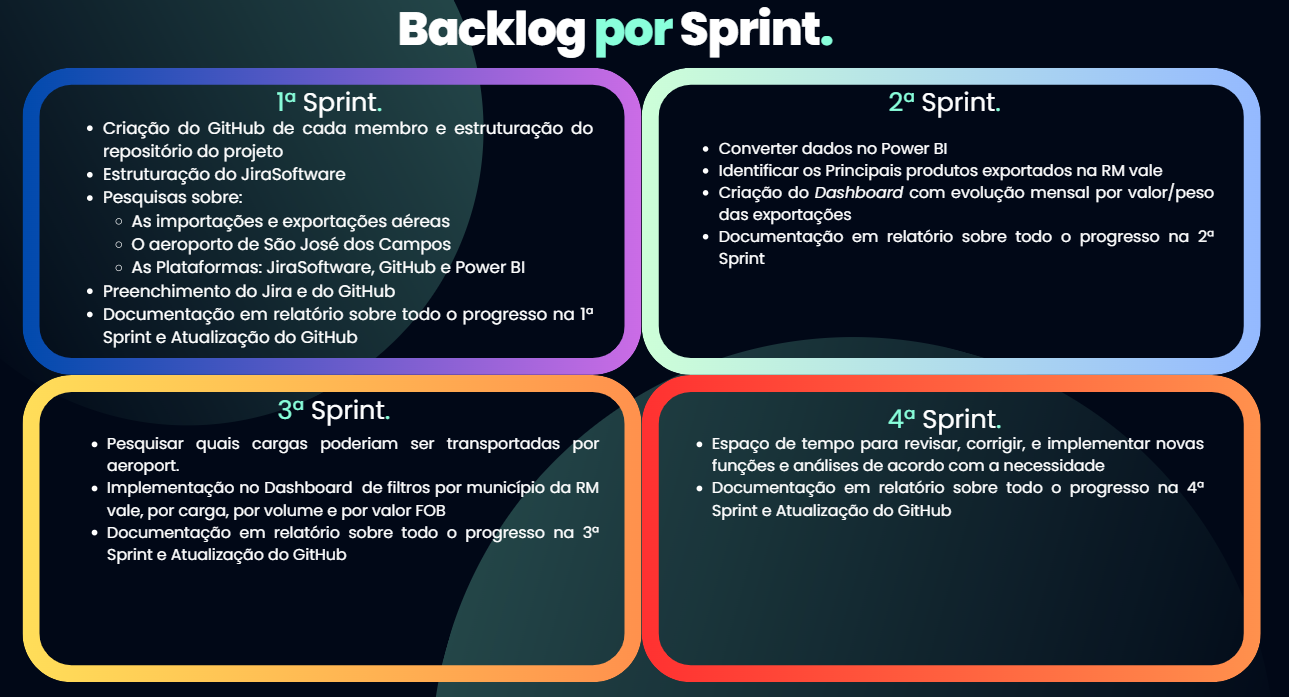 Backlog por Sprint.
1ª Sprint.
• Criação do GitHub de cada membro e estruturação do
repositório do projeto
• Estruturação do JiraSoftware
• Pesquisas sobre:
○ As importações e exportações aéreas
○ O aeroporto de São José dos Campos
○ As Plataformas: JiraSoftware, GitHub e Power BI
• Preenchimento do Jira e do GitHub
• Documentação em relatório sobre todo o progresso na 1ª
Sprint e Atualização do GitHub
2ª Sprint.
• Converter dados no Power BI
• Identificar os Principais produtos exportados na RM vale
• Criação do Dashboard com evolução mensal por valor/peso
das exportações
• Documentação em relatório sobre todo o progresso na 2ª
Sprint
3ª Sprint.
• Pesquisar quais cargas poderiam ser transportadas por
aeroport.
• Implementação no Dashboard de filtros por município da RM
vale, por carga, por volume e por valor FOB
• Documentação em relatório sobre todo o progresso na 3ª
Sprint e Atualização do GitHub
4ª Sprint.
• Espaço de tempo para revisar, corrigir, e implementar novas
funções e análises de acordo com a necessidade
• Documentação em relatório sobre todo o progresso na 4ª
Sprint e Atualização do GitHub